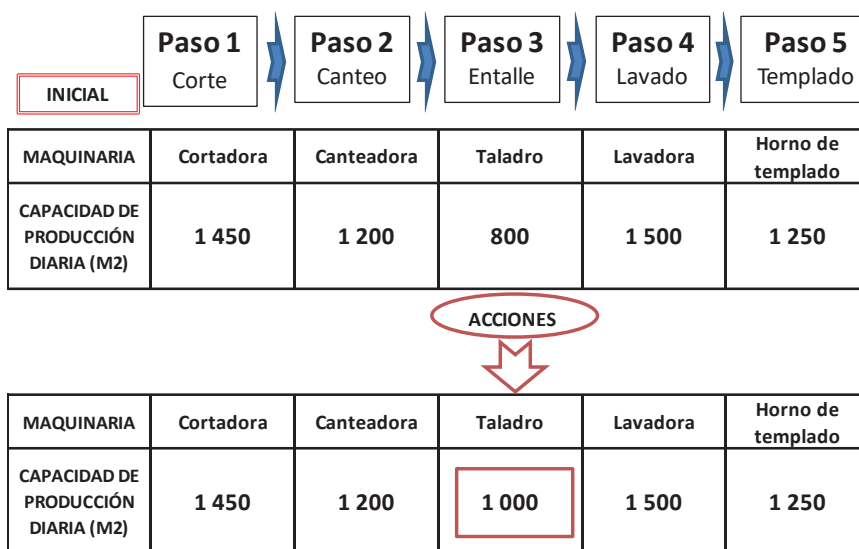 Paso 1
Corte
Paso 2
Canteo
Paso 3
Entalle
Paso 4
Lavado
Paso 5
Templado
INICIAL
MAQUINARIA
Cortadora
Canteadora
Taladro
Lavadora
Horno de
templado
CAPACIDAD DE
PRODUCCIÓN
DIARIA (M2)
1 450
1 200
800
1 500
1 250
ACCIONES
MAQUINARIA
Cortadora
Canteadora
Taladro
Lavadora
Horno de
templado
CAPACIDAD DE
PRODUCCIÓN
DIARIA (M2)
1 450
1 200
1 000
1 500
1 250